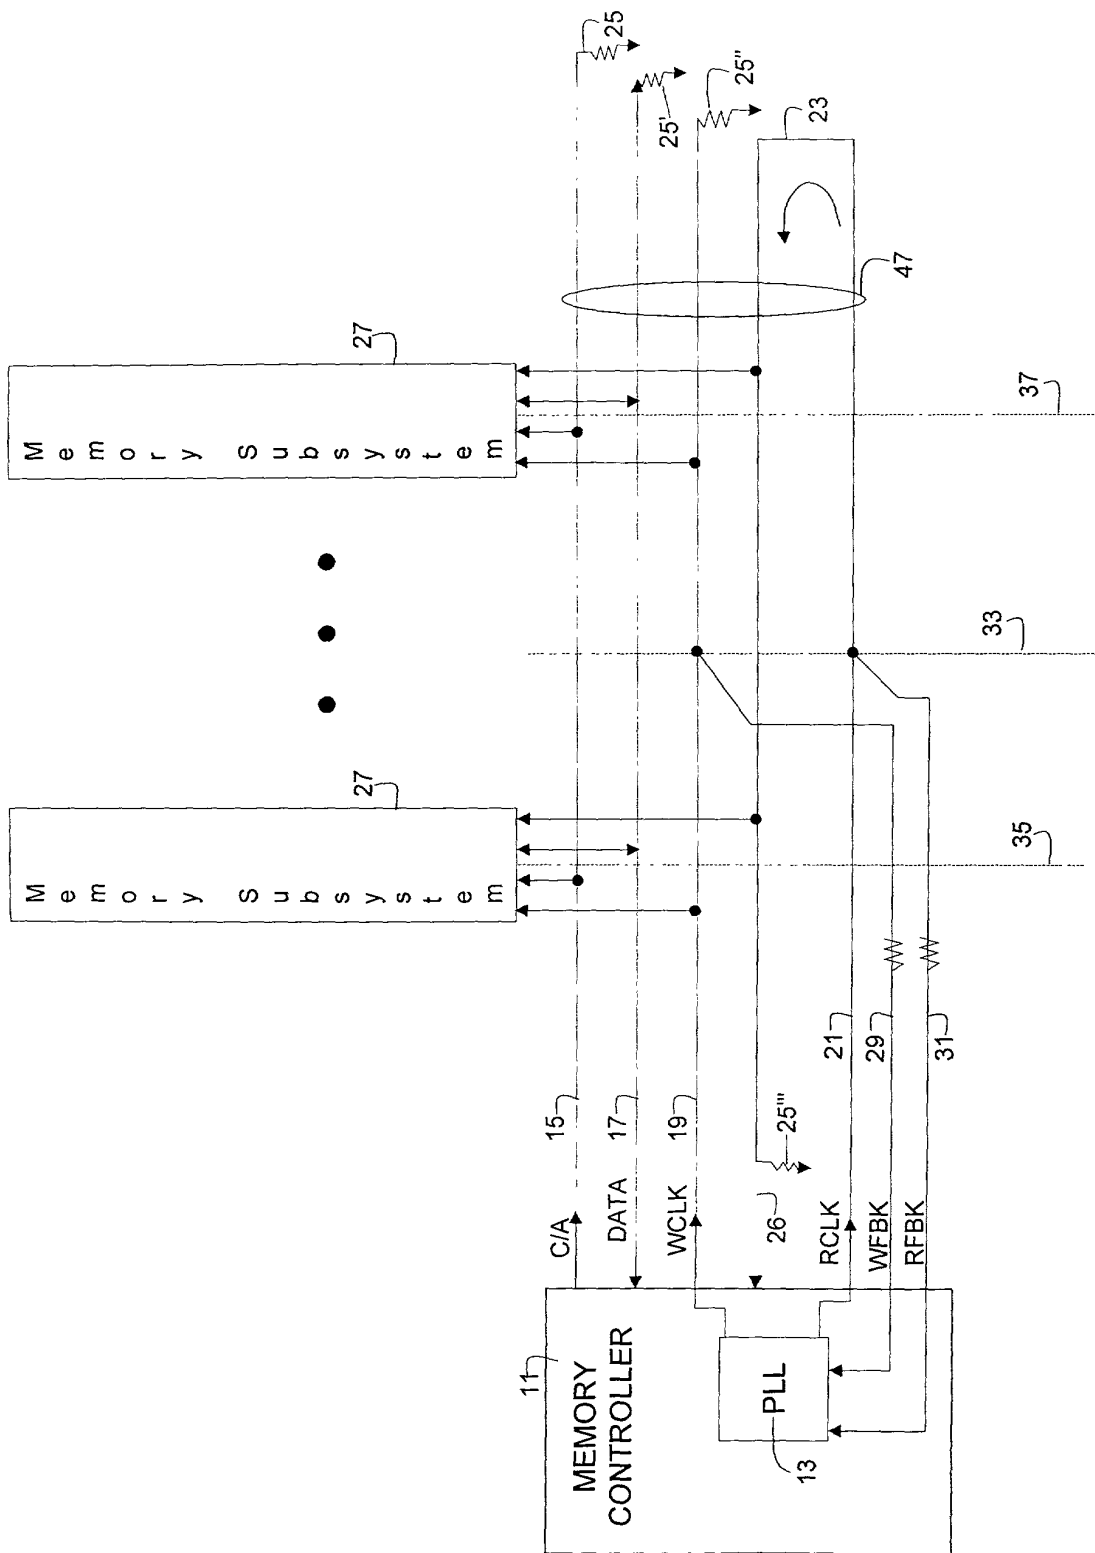 25
25'
25"
23
47
27
Memory Subsystem
37
33
27
Memory Subsystem
35
15
17
19
25'''
21
29
31
C/A
DATA
WCLK
26
RCLK
WFBK
RFBK
11
MEMORY
CONTROLLER
PLL
13